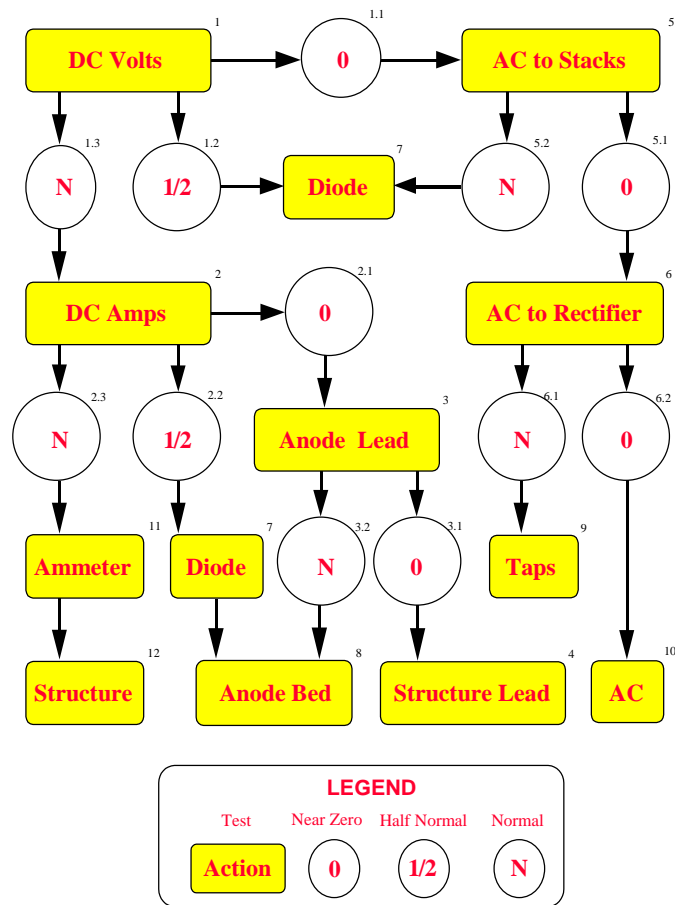 1
1.1
5
DC Volts
0
AC to Stacks
1.3
1.2
7
5.2
5.1
N
1/2
Diode
N
0
2
2.1
6
DC Amps
0
AC to Rectifier
2.3
2.2
3
6.1
6.2
N
1/2
Anode Lead
N
0
11
7
3.2
3.1
9
Ammeter
Diode
N
0
Taps
12
8
4
10
Structure
Anode Bed
Structure Lead
AC
LEGEND
Test
Near Zero
Half Normal
Normal
Action
0
1/2
N